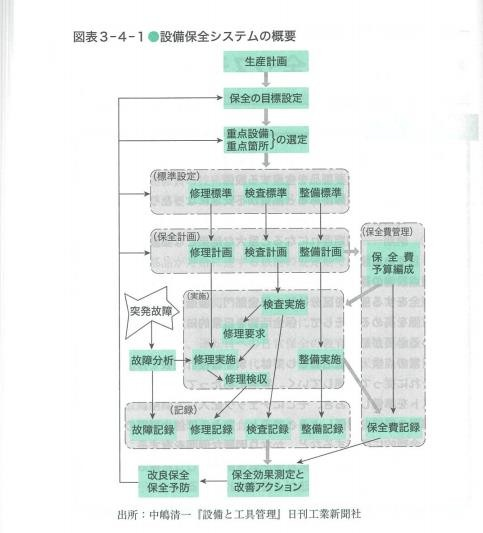 図表3-4-1●設備保全システムの概要
生産計画
保全の目標設定
重点設備
重点箇所
}の選定
(標準設定)
修理標準 検査標準 整備標準
(保全計画)
修理計画 検査計画 整備計画
(保全費管理)
保全費
予算編成
(実施)
検査実施
突発故障
修理要求
故障分析 修理実施 整備実施
修理検収
(記録)
故障記録 修理記録 検査記録 整備記録 保全費記録
改良保全
保全予防
保全効果測定と
改善アクション
出所：中嶋清一『設備と工具管理』日刊工業新聞社